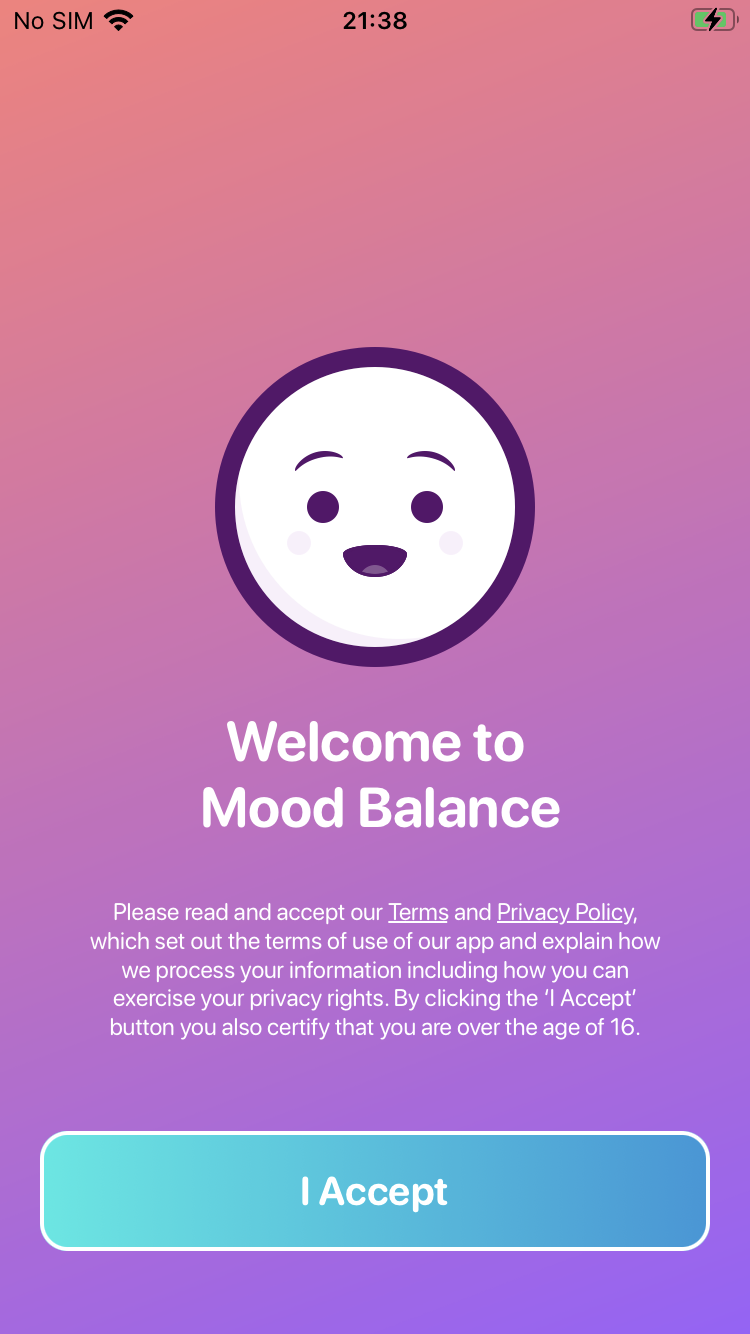 No SIM 21:38
Welcome to
Mood Balance
Please read and accept our Terms and Privacy Policy,
which set out the terms of use of our app and explain how
we process your information including how you can
exercise your privacy rights. By clicking the ‘I Accept’
button you also certify that you are over the age of 16.
I Accept